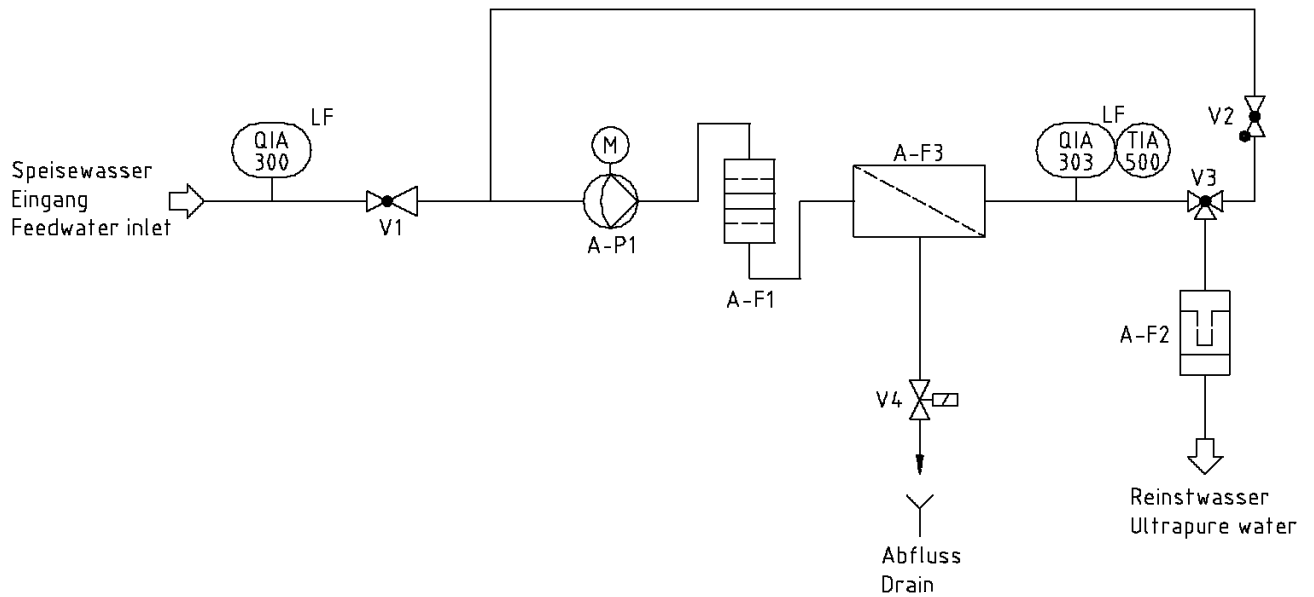 LF
QIA
300
Speisewasser
Eingang
Feedwater inlet
V1
M
A-P1
A-F1
A-F3
LF
QIA
303
TIA
500
V2
V3
A-F2
V4
Abfluss
Drain
Reinstwasser
Ultrapure water